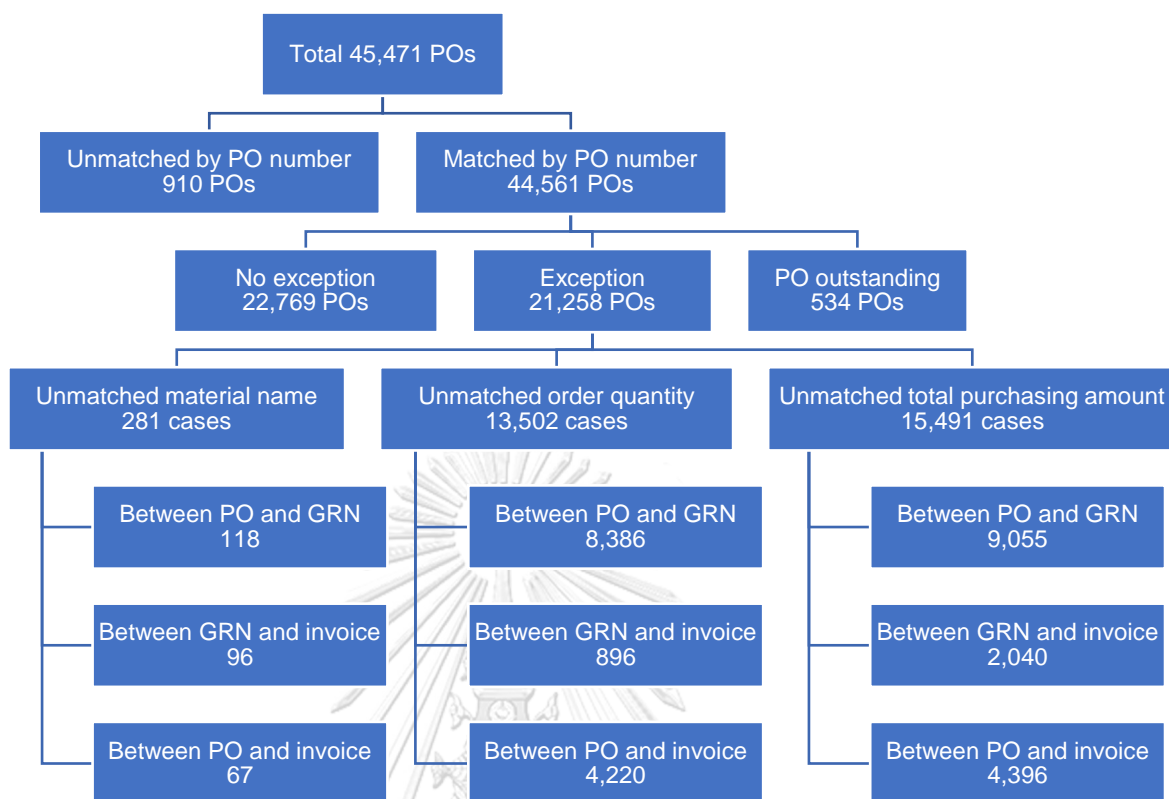 Total 45,471 POs
Unmatched by PO number
910 POs
Matched by PO number
44,561 POs
No exception
22,769 POs
Exception
21,258 POs
PO outstanding
534 POs
Unmatched material name
281 cases
Unmatched order quantity
13,502 cases
Unmatched total purchasing amount
15,491 cases
Between PO and GRN
118
Between PO and GRN
8,386
Between PO and GRN
9,055
Between GRN and invoice
96
Between GRN and invoice
896
Between GRN and invoice
2,040
Between PO and invoice
67
Between PO and invoice
4,220
Between PO and invoice
4,396